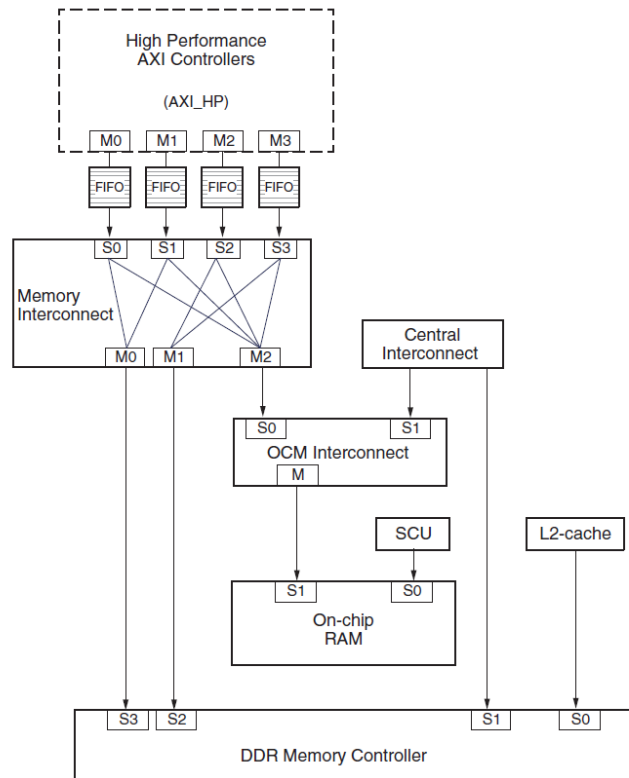 High Performance
AXI Controllers
(AXI_HP)
M0 M1 M2 M3
FIFO FIFO FIFO FIFO
S0 S1 S2 S3
Memory
Interconnect
M0 M1 M2
Central
Interconnect
S0 S1
OCM Interconnect
M
SCU
L2-cache
S1 S0
On-chip
RAM
S3 S2 S1 S0
DDR Memory Controller